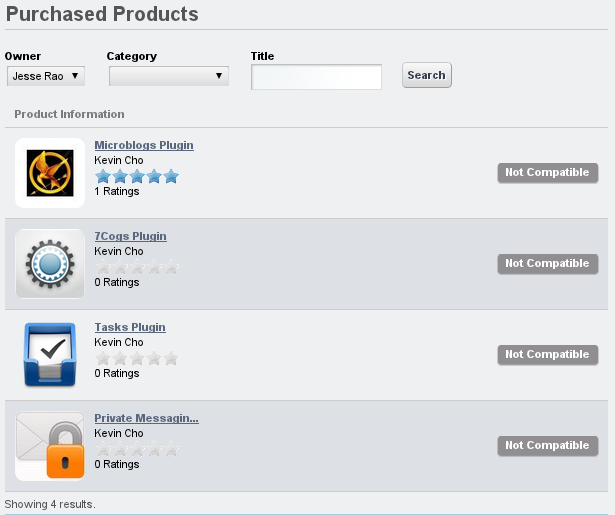 Purchased Products
Owner Category Title
Jesse Rao Search
Product Information
Microblogs Plugin
Kevin Cho
1 Ratings
Not Compatible
7Cogs Plugin
Kevin Cho
0 Ratings
Not Compatible
Tasks Plugin
Kevin Cho
0 Ratings
Not Compatible
Private Messagin...
Kevin Cho
0 Ratings
Not Compatible
Showing 4 results.